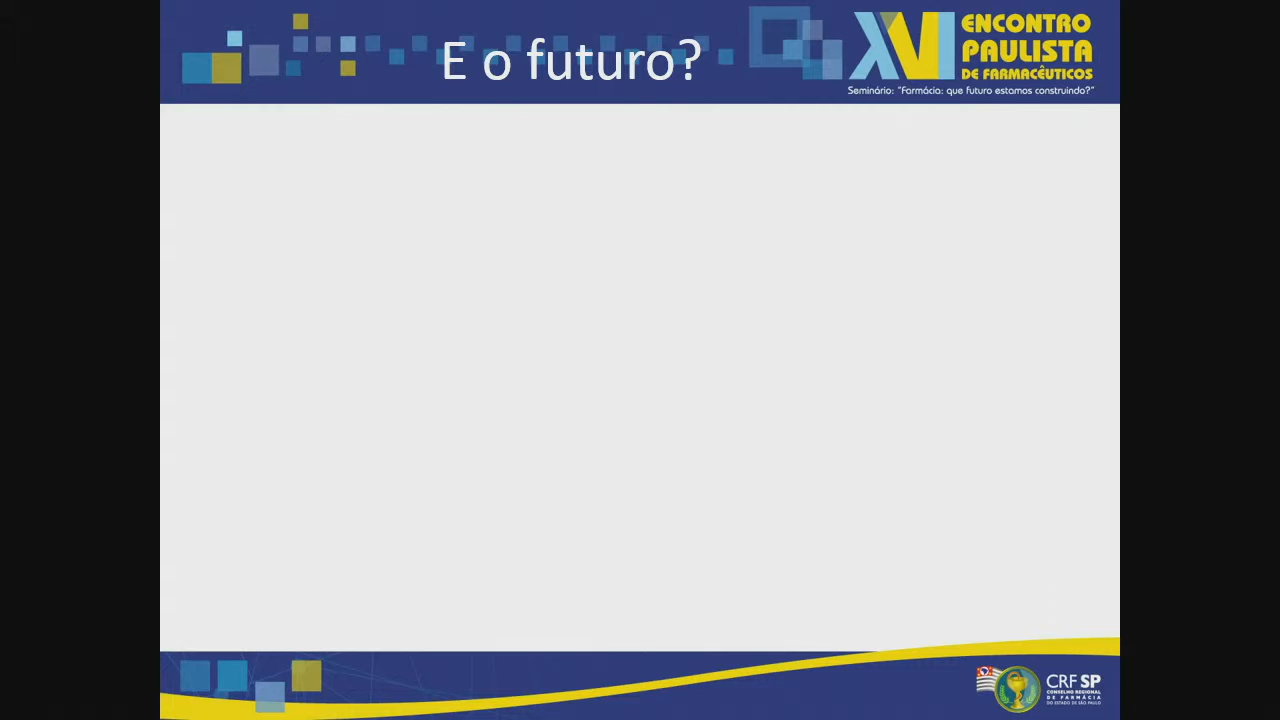 E o futuro?
XVI
ENCONTRO
PAULISTA
DE FARMACÊUTICOS
Seminário: "Farmácia: que futuro estamos construindo?"
CRF SP
CONSELHO REGIONAL
DE FARMÁCIA
DO ESTADO DE SÃO PAULO